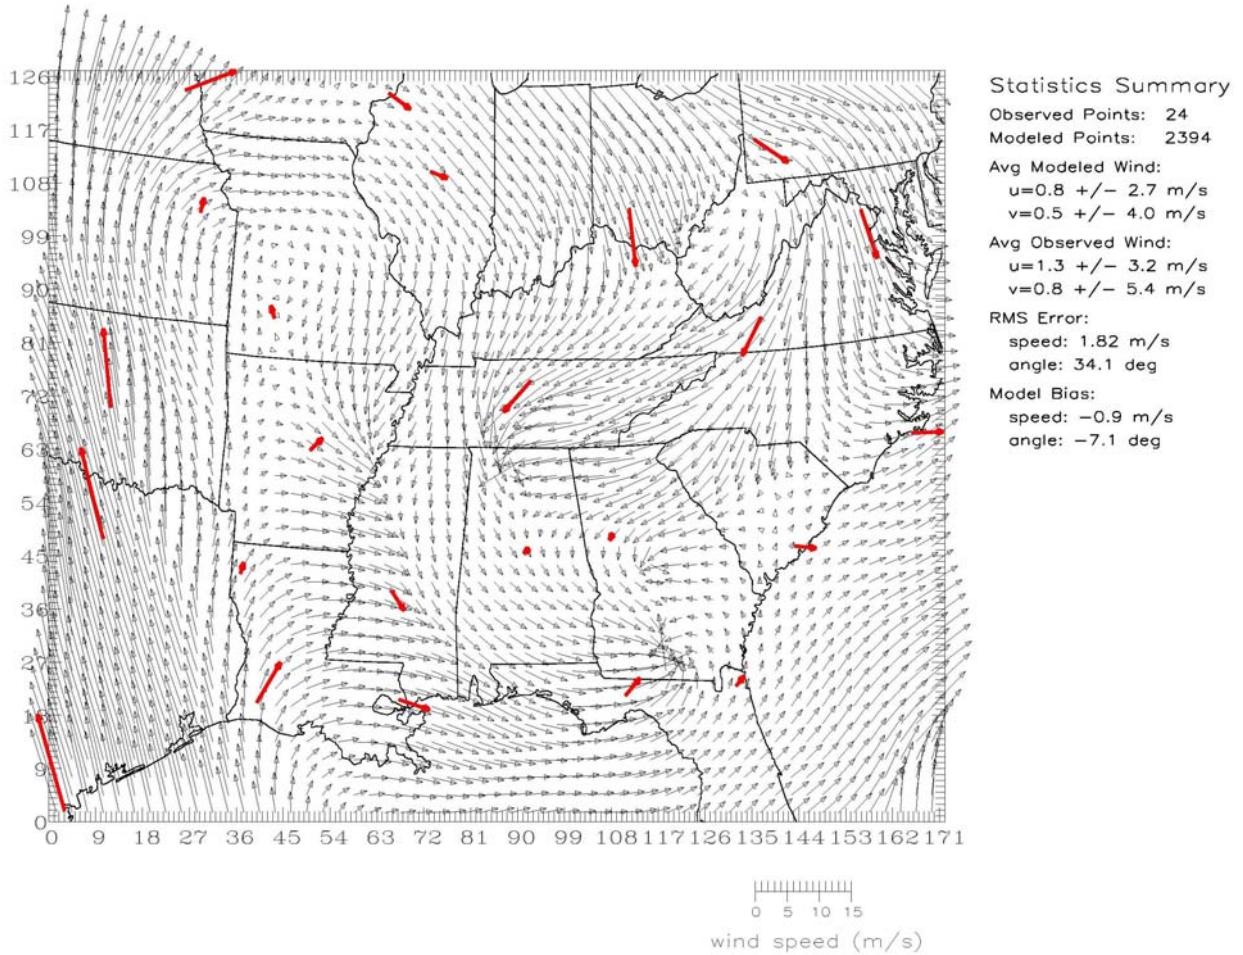 126
117
108
99
90
81
72
63
54
45
36
27
18
9
0
0 9 18 27 36 45 54 63 72 81 90 99 108 117 126 135 144 153 162 171
Statistics Summary
Observed Points: 24
Modeled Points: 2394
Avg Modeled Wind:
u=0.8 +/- 2.7 m/s
v=0.5 +/- 4.0 m/s
Avg Observed Wind:
u=1.3 +/- 3.2 m/s
v=0.8 +/- 5.4 m/s
RMS Error:
speed: 1.82 m/s
angle: 34.1 deg
Model Bias:
speed: -0.9 m/s
angle: -7.1 deg
0 5 10 15
wind speed (m/s)